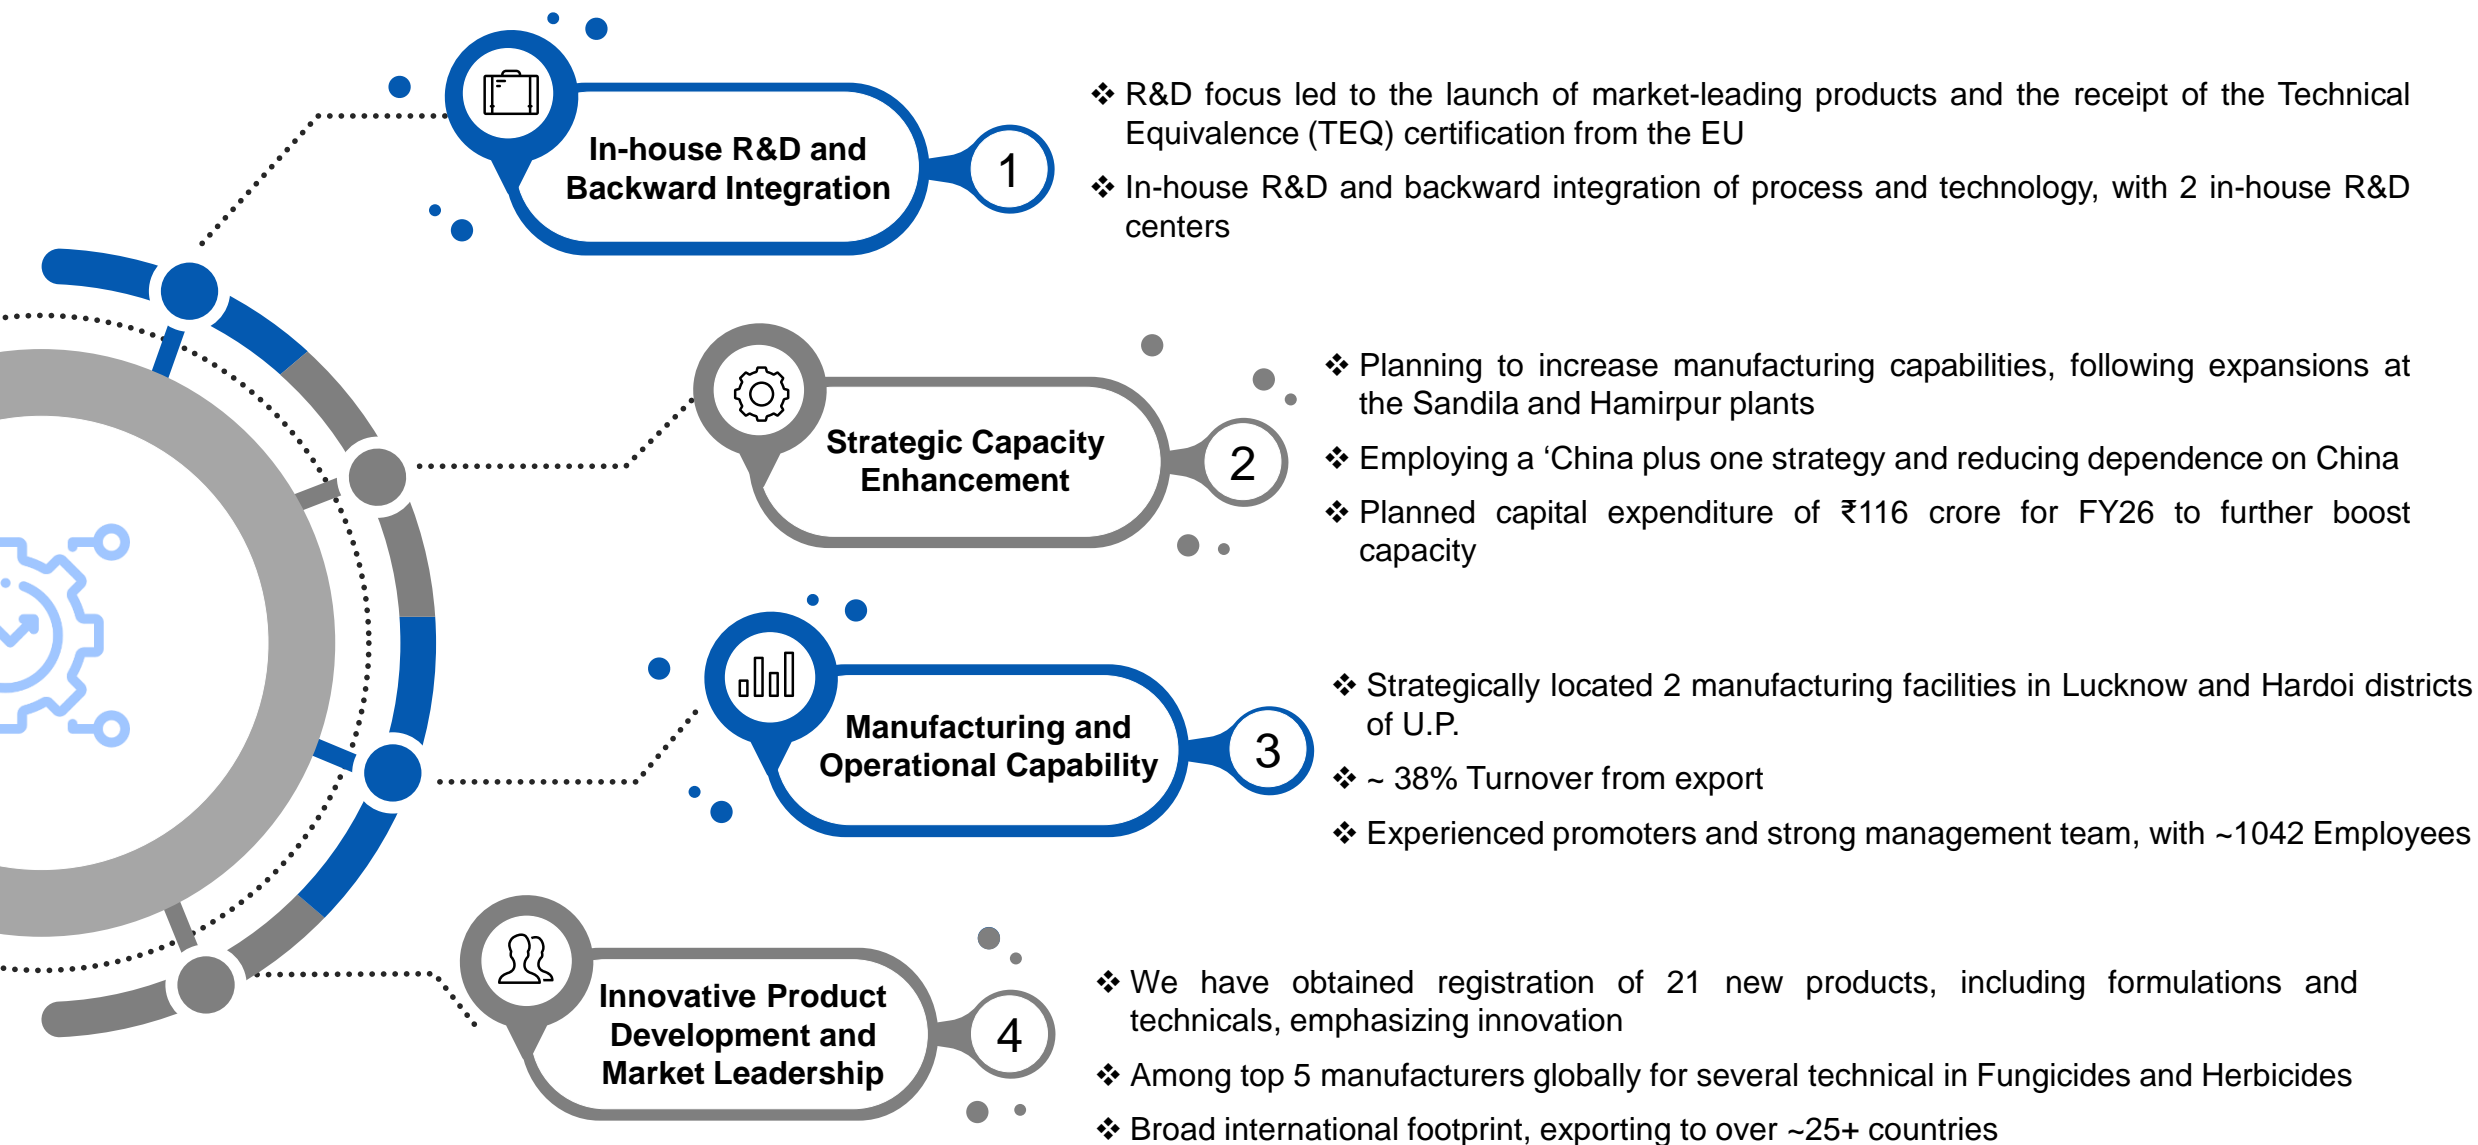 In-house R&D and
Backward Integration
1
❖ R&D focus led to the launch of market-leading products and the receipt of the Technical
Equivalence (TEQ) certification from the EU
❖ In-house R&D and backward integration of process and technology, with 2 in-house R&D
centers
Strategic Capacity
Enhancement
2
❖ Planning to increase manufacturing capabilities, following expansions at
the Sandila and Hamirpur plants
❖ Employing a ‘China plus one strategy and reducing dependence on China
❖ Planned capital expenditure of ₹116 crore for FY26 to further boost
capacity
Manufacturing and
Operational Capability
3
❖ Strategically located 2 manufacturing facilities in Lucknow and Hardoi districts
of U.P.
❖ ~ 38% Turnover from export
❖ Experienced promoters and strong management team, with ~1042 Employees
Innovative Product
Development and
Market Leadership
4
❖ We have obtained registration of 21 new products, including formulations and
technicals, emphasizing innovation
❖ Among top 5 manufacturers globally for several technical in Fungicides and Herbicides
❖ Broad international footprint, exporting to over ~25+ countries